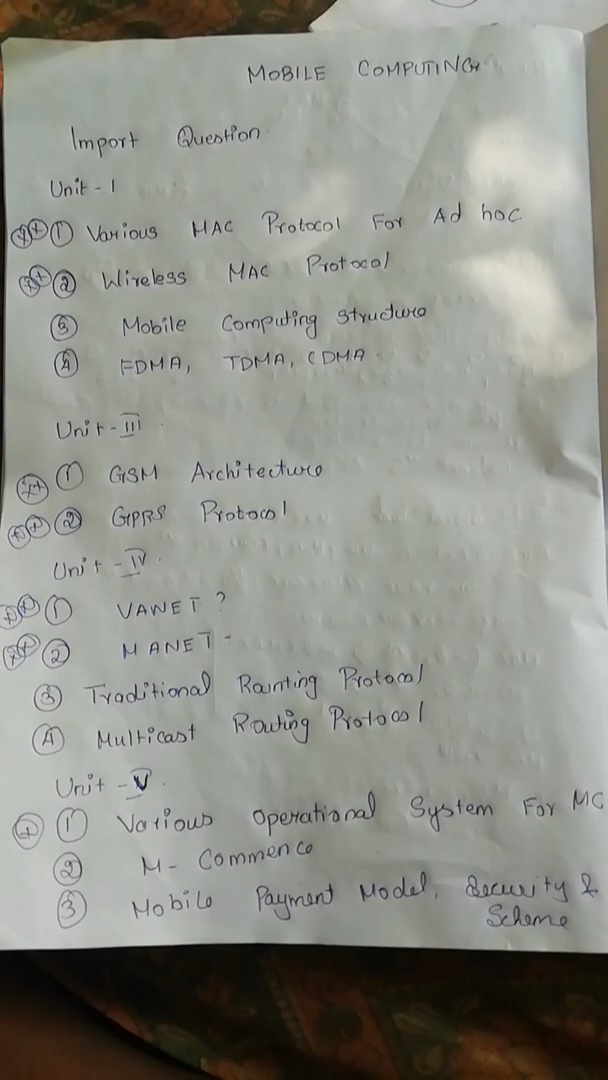 MOBILE COMPUTING
Import Question.
Unit - I
** ① Various MAC Protocol For Ad hoc
** ② Wireless MAC Protocol
③ Mobile Computing Structure
④ FDMA, TDMA, CDMA.
Unit - III
** ① GSM Architecture
** ② GPRS Protocol
Unit - IV.
** ① VANET ?
** ② MANET -
③ Traditional Rounting Protocol
④ Multicast Routing Protocol
Unit - V.
* ① Various Operational System For MC
② M- Commence
③ Mobile Payment Model, Security &
Scheme